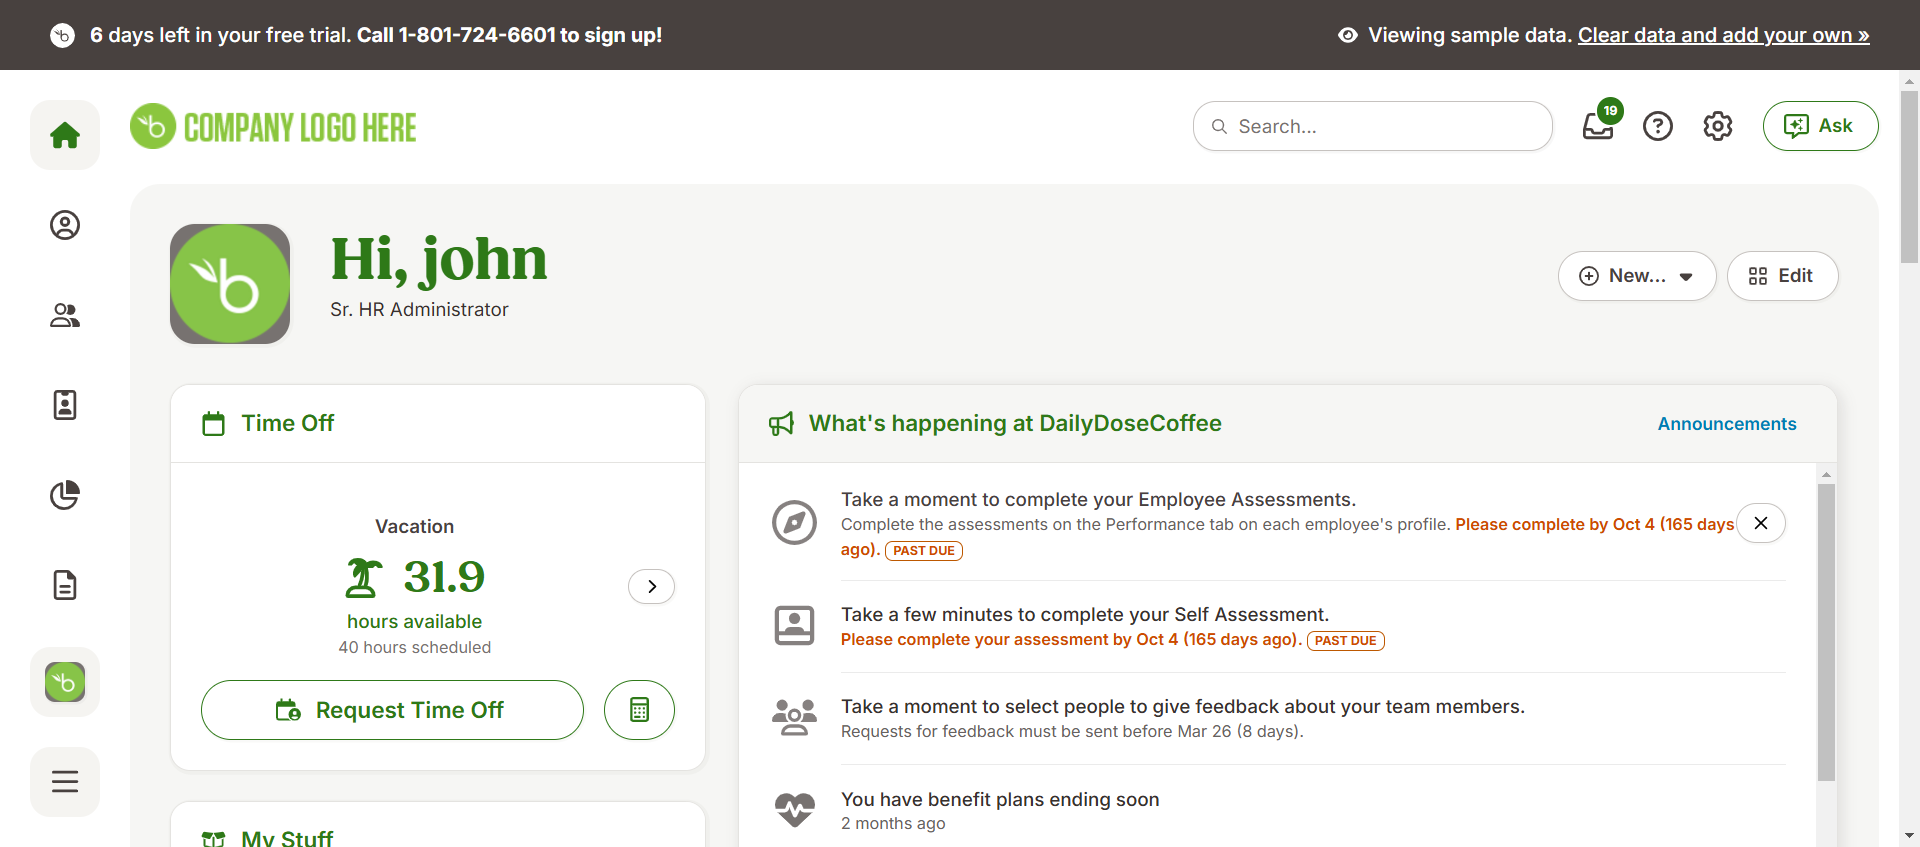 6 days left in your free trial. Call 1-801-724-6601 to sign up!
Viewing sample data. Clear data and add your own »
COMPANY LOGO HERE
Search...
19
Ask
Hi, john
Sr. HR Administrator
New...
Edit
Time Off
Vacation
31.9
hours available
40 hours scheduled
Request Time Off
My Stuff
What's happening at DailyDoseCoffee
Announcements
Take a moment to complete your Employee Assessments.
Complete the assessments on the Performance tab on each employee's profile. Please complete by Oct 4 (165 days
ago). PAST DUE
Take a few minutes to complete your Self Assessment.
Please complete your assessment by Oct 4 (165 days ago). PAST DUE
Take a moment to select people to give feedback about your team members.
Requests for feedback must be sent before Mar 26 (8 days).
You have benefit plans ending soon
2 months ago